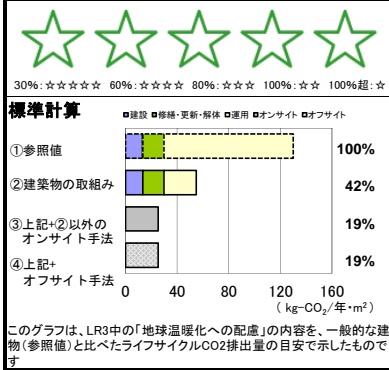 30%: ☆☆☆☆☆ 60%: ☆☆☆☆ 80%: ☆☆☆ 100%: ☆☆ 100%超: ☆
標準計算
■建設 ■修繕・更新・解体 ■運用 ■オンサイト ■オフサイト
①参照値 100%
②建築物の取組み 42%
③上記+②以外の
オンサイト手法 19%
④上記+
オフサイト手法 19%
0 40 80 120 160
( kg-CO₂/年・m² )
このグラフは、LR3中の「地球温暖化への配慮」の内容を、一般的な建
物(参照値)と比べたライフサイクルCO2排出量の目安で示したもので
す